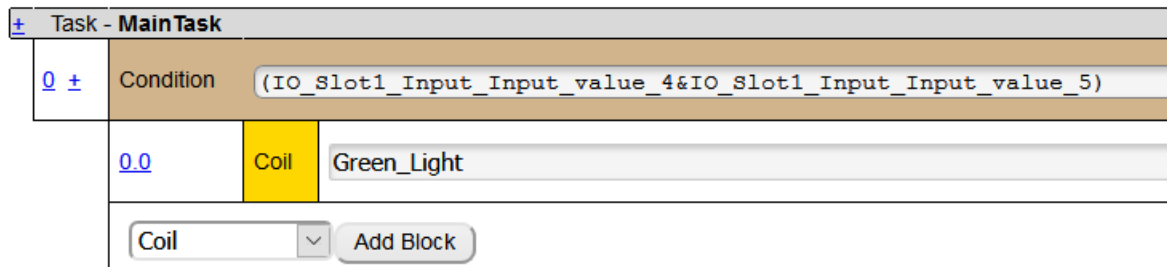 + Task - MainTask
0 + Condition (IO_Slot1_Input_Input_value_4&IO_Slot1_Input_Input_value_5)
0.0 Coil Green_Light
Coil Add Block